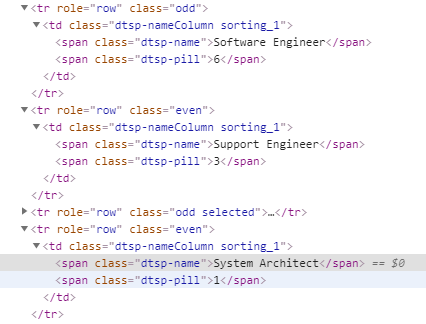 ▼<tr role="row" class="odd">
▼<td class="dtsp-nameColumn sorting_1">
<span class="dtsp-name">Software Engineer</span>
<span class="dtsp-pill">6</span>
</td>
</tr>
▼<tr role="row" class="even">
▼<td class="dtsp-nameColumn sorting_1">
<span class="dtsp-name">Support Engineer</span>
<span class="dtsp-pill">3</span>
</td>
</tr>
▶<tr role="row" class="odd selected">…</tr>
▼<tr role="row" class="even">
▼<td class="dtsp-nameColumn sorting_1">
<span class="dtsp-name">System Architect</span> == $0
<span class="dtsp-pill">1</span>
</td>
</tr>